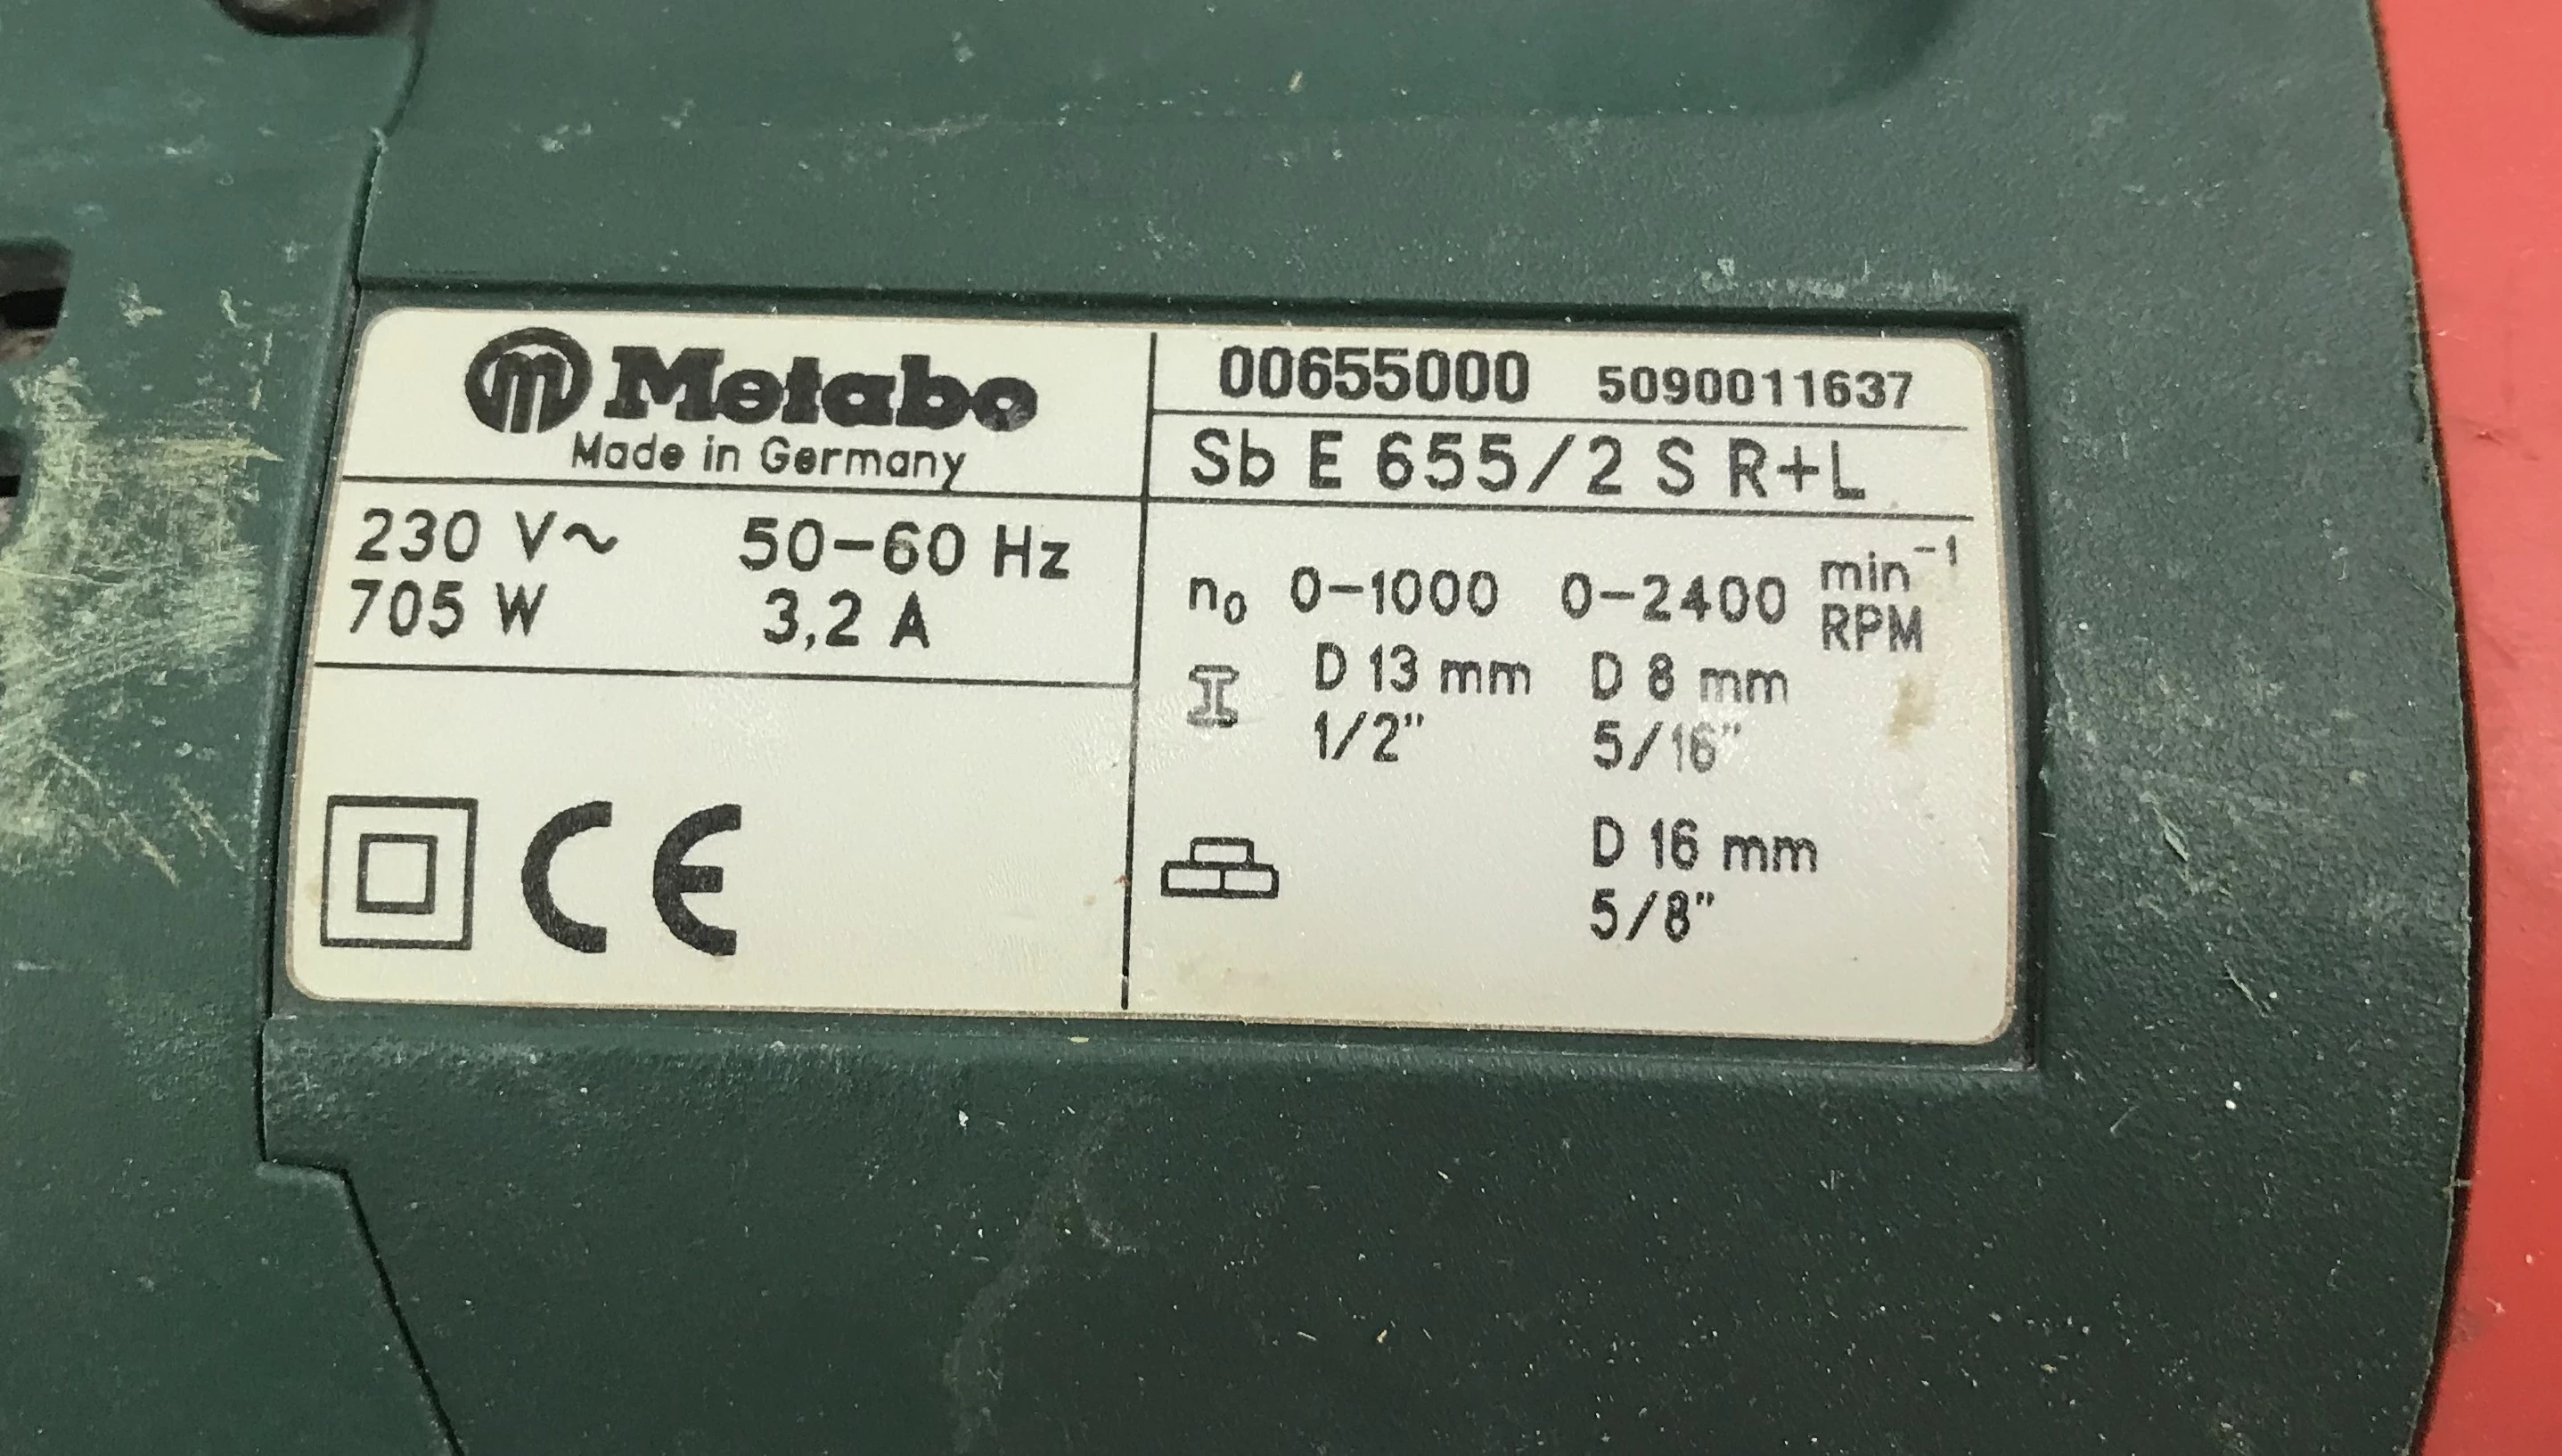 Metabo
Made in Germany
00655000 5090011637
Sb E 655/2 S R+L
230 V~ 50-60 Hz
705 W 3,2 A
n₀ 0-1000 0-2400 min⁻¹
RPM
D 13 mm D 8 mm
1/2" 5/16"
D 16 mm
5/8"
CE